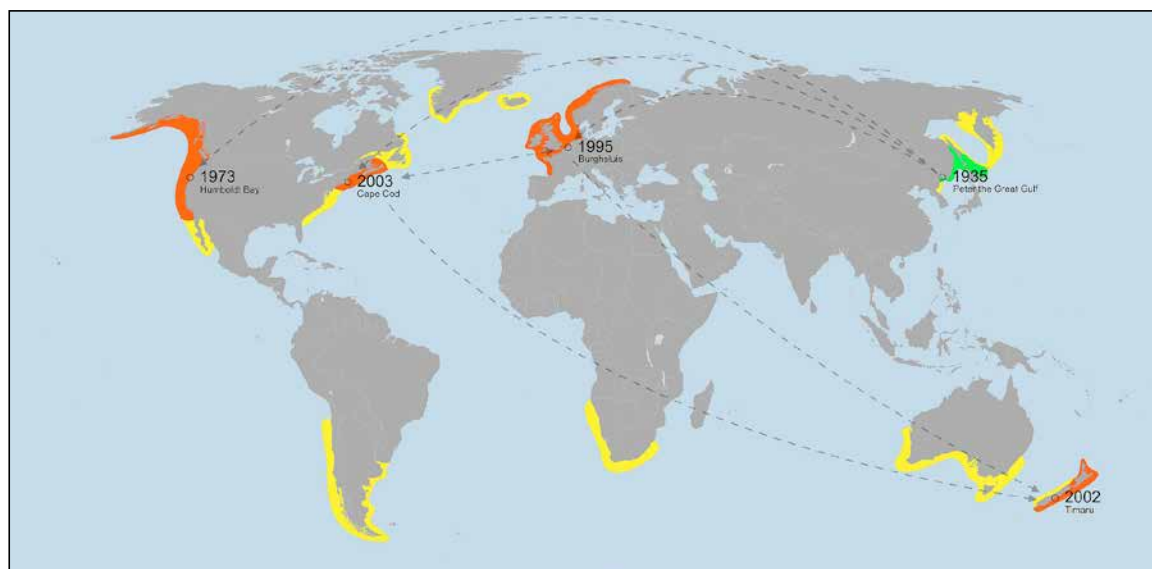 1995
Burghsluis
1973
Humboldt Bay
2003
Cape Cod
1935
Peter the Great Gulf
2002
Timaru